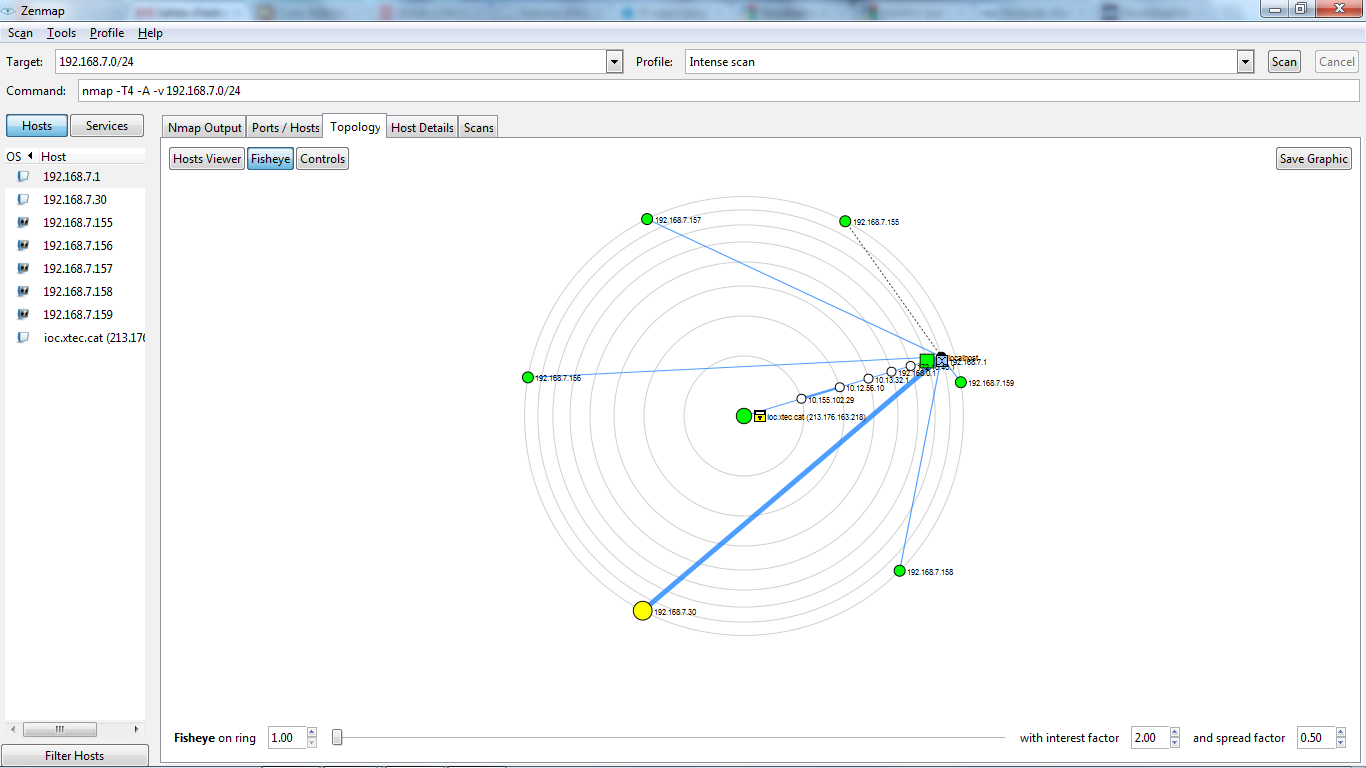 Zenmap
Scan Tools Profile Help
Target: 192.168.7.0/24 Profile: Intense scan Scan Cancel
Command: nmap -T4 -A -v 192.168.7.0/24
Hosts Services
Nmap Output Ports / Hosts Topology Host Details Scans
OS Host
192.168.7.1
192.168.7.30
192.168.7.155
192.168.7.156
192.168.7.157
192.168.7.158
192.168.7.159
ioc.xtec.cat (213.176
Filter Hosts
Hosts Viewer Fisheye Controls Save Graphic
192.168.7.157
192.168.7.155
localhost
192.168.7.1
192.168.0.1
10.13.32.1
192.168.7.156
192.168.7.159
10.12.56.10
10.155.102.29
ioc.xtec.cat (213.176.163.218)
192.168.7.158
192.168.7.30
Fisheye on ring 1.00 with interest factor 2.00 and spread factor 0.50